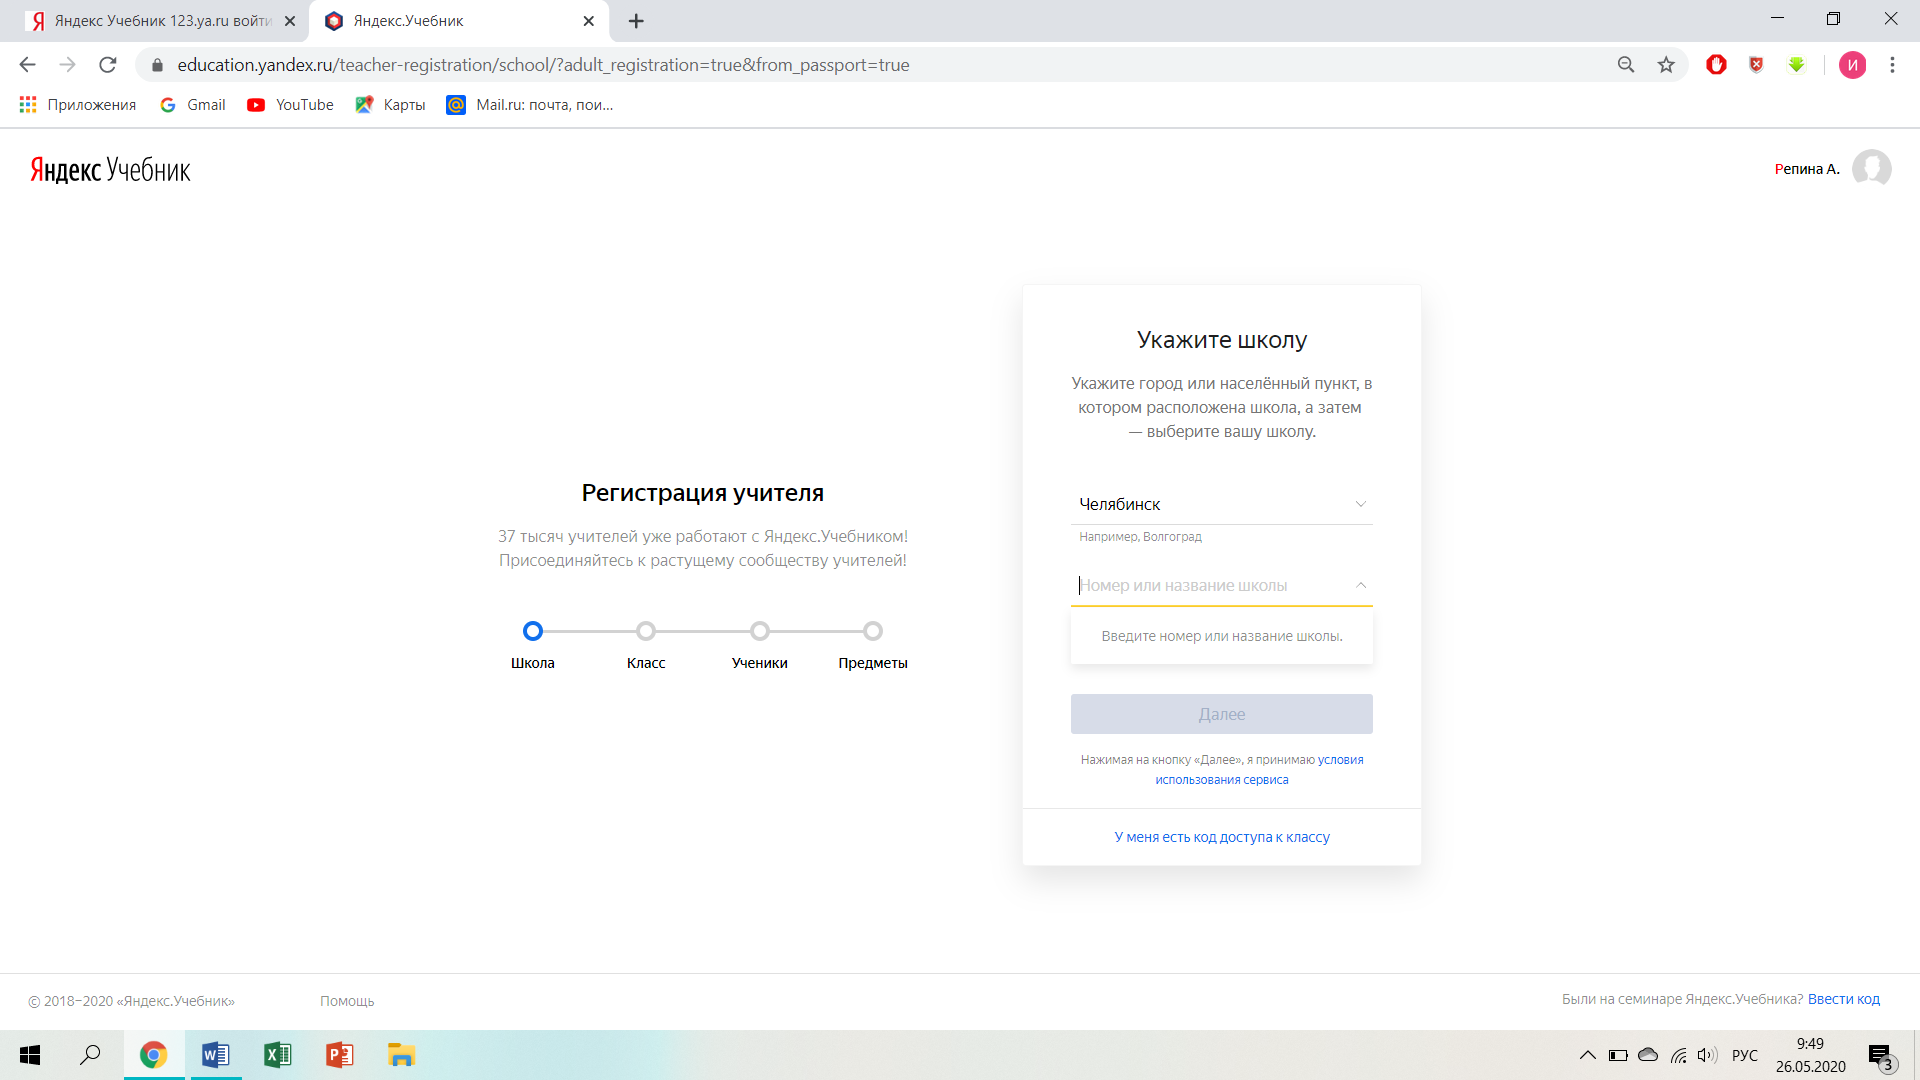 Яндекс Учебник 123.ya.ru войти
Яндекс.Учебник
education.yandex.ru/teacher-registration/school/?adult_registration=true&from_passport=true
И
Приложения
Gmail
YouTube
Карты
Mail.ru: почта, пои...
Яндекс Учебник
Репина А.
Укажите школу
Укажите город или населённый пункт, в
котором расположена школа, а затем
— выберите вашу школу.
Регистрация учителя
37 тысяч учителей уже работают с Яндекс.Учебником!
Присоединяйтесь к растущему сообществу учителей!
Школа
Класс
Ученики
Предметы
Челябинск
Например, Волгоград
Номер или название школы
Введите номер или название школы.
Далее
Нажимая на кнопку «Далее», я принимаю условия
использования сервиса
У меня есть код доступа к классу
© 2018–2020 «Яндекс.Учебник»
Помощь
Были на семинаре Яндекс.Учебника? Ввести код
РУС
9:49
26.05.2020
3